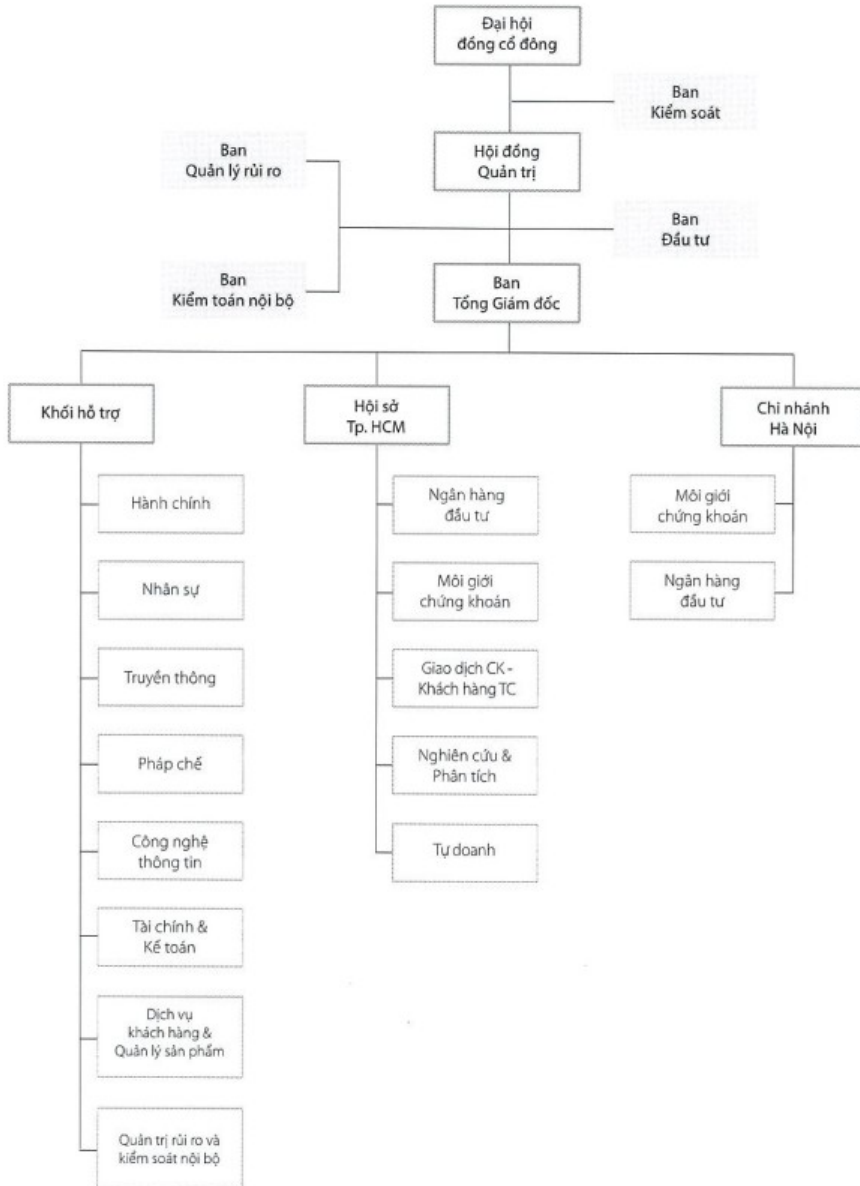 Đại hội
đồng cổ đông
Ban
Kiểm soát
Ban
Quản lý rủi ro
Hội đồng
Quản trị
Ban
Đầu tư
Ban
Kiểm toán nội bộ
Ban
Tổng Giám đốc
Khối hỗ trợ
Hội sở
Tp. HCM
Chi nhánh
Hà Nội
Hành chính
Nhân sự
Truyền thông
Pháp chế
Công nghệ
thông tin
Tài chính &
Kế toán
Dịch vụ
khách hàng &
Quản lý sản phẩm
Quản trị rủi ro và
kiểm soát nội bộ
Ngân hàng
đầu tư
Môi giới
chứng khoán
Giao dịch CK -
Khách hàng TC
Nghiên cứu &
Phân tích
Tự doanh
Môi giới
chứng khoán
Ngân hàng
đầu tư